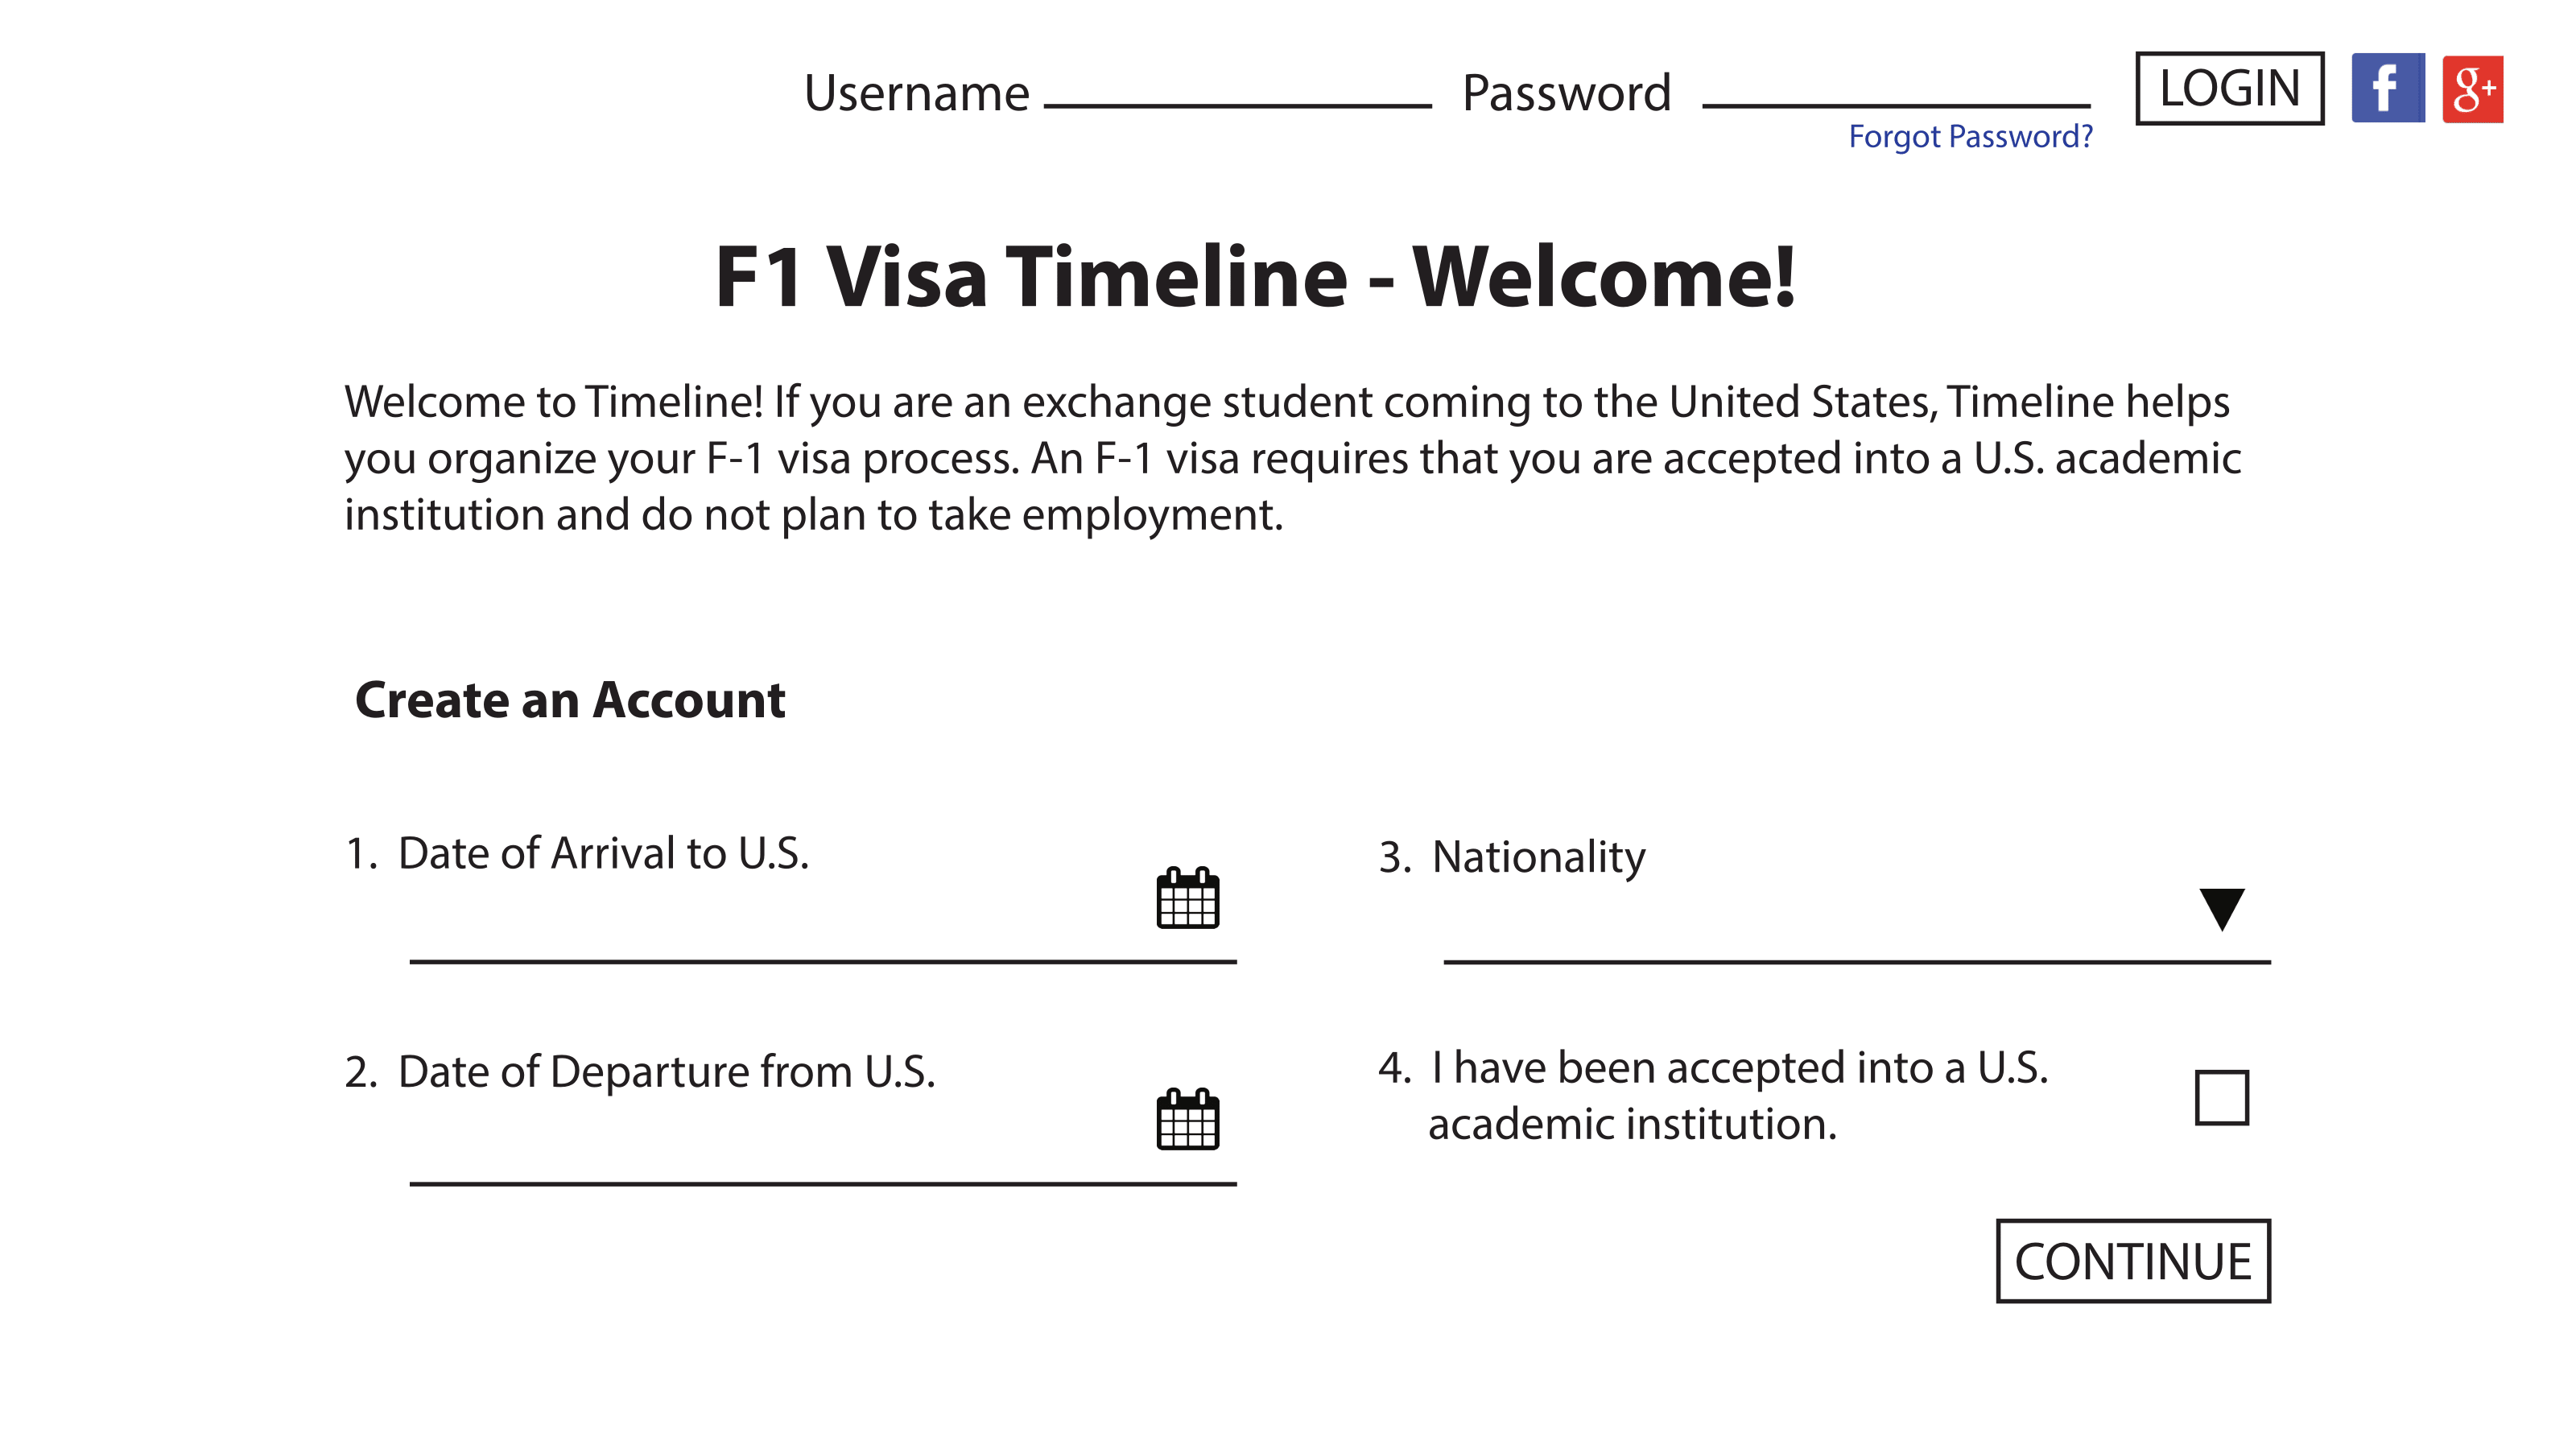 Username Password LOGIN f g+
Forgot Password?
F1 Visa Timeline - Welcome!
Welcome to Timeline! If you are an exchange student coming to the United States, Timeline helps
you organize your F-1 visa process. An F-1 visa requires that you are accepted into a U.S. academic
institution and do not plan to take employment.
Create an Account
1. Date of Arrival to U.S.
2. Date of Departure from U.S.
3. Nationality
4. I have been accepted into a U.S.
academic institution.
CONTINUE